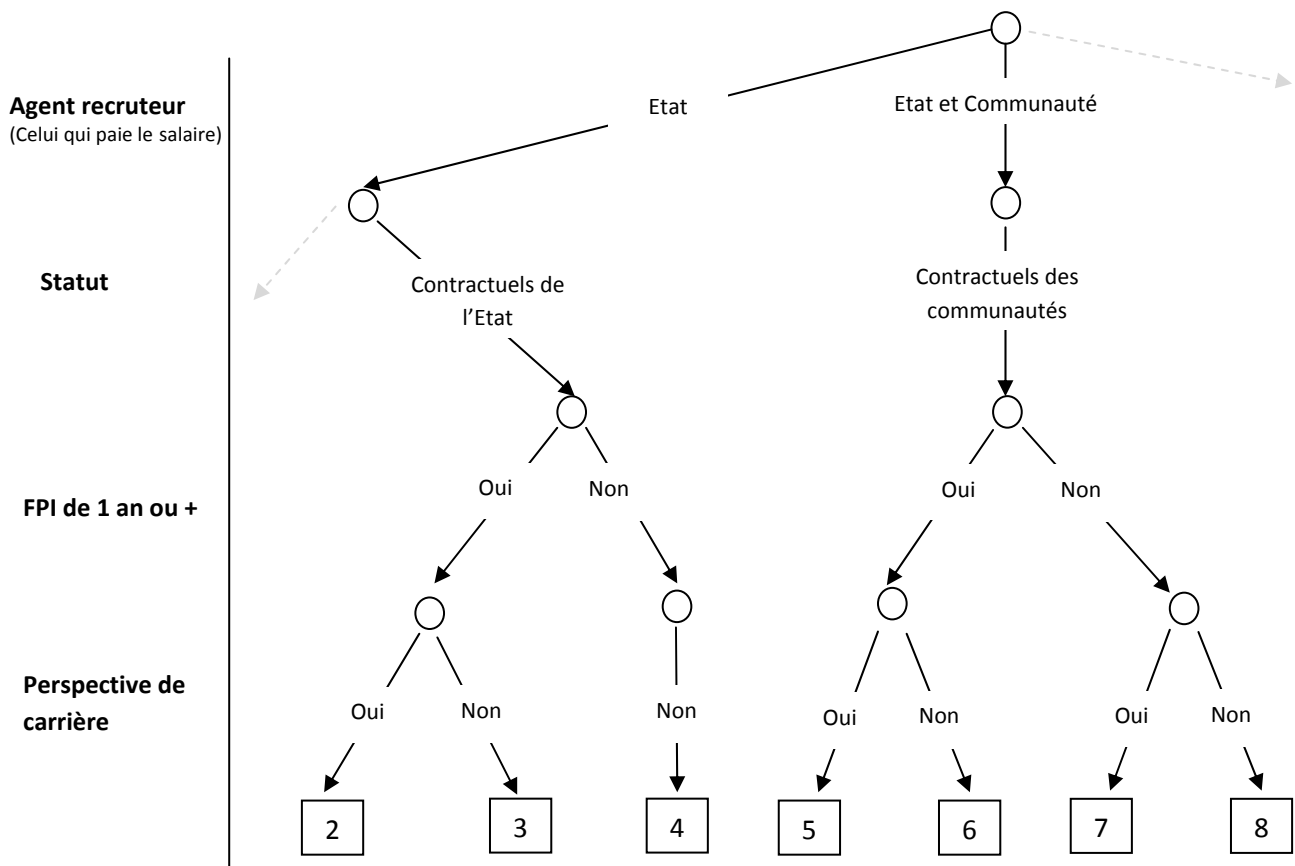 Agent recruteur
(Celui qui paie le salaire)
Etat
Etat et Communauté
Statut
Contractuels de
l'Etat
Contractuels des
communautés
FPI de 1 an ou +
Oui
Non
Oui
Non
Perspective de
carrière
Oui
Non
Non
Oui
Non
Oui
Non
2
3
4
5
6
7
8